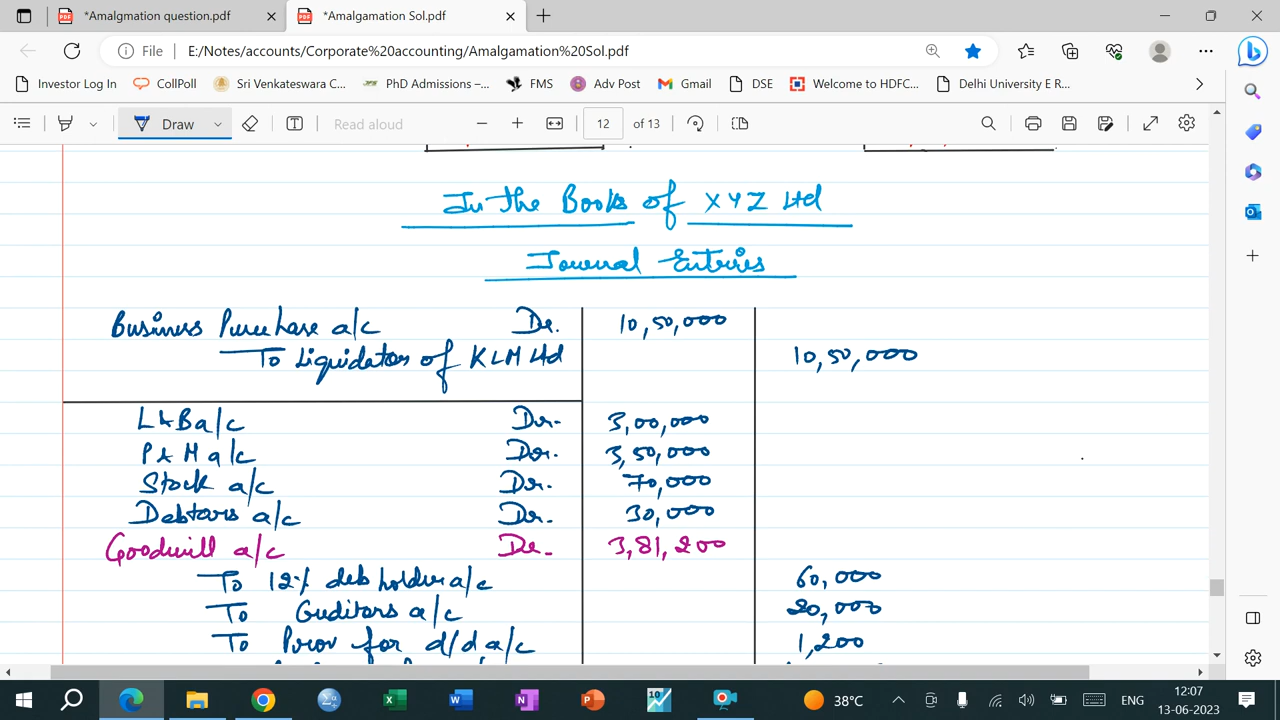 *Amalgamation question.pdf
*Amalgamation Sol.pdf
File E:/Notes/accounts/Corporate%20accounting/Amalgamation%20Sol.pdf
Investor Log In CollPoll Sri Venkateswara C... PhD Admissions –... FMS Adv Post Gmail DSE Welcome to HDFC... Delhi University E R...
Draw Read aloud 12 of 13
In the Books of XYZ Ltd
Journal Entries
Business Purchase a/c Dr. 10,50,000
To Liquidators of KLM Ltd 10,50,000
L&B a/c Dr. 3,00,000
P&M a/c Dr. 3,50,000
Stock a/c Dr. 70,000
Debtors a/c Dr. 30,000
Goodwill a/c Dr. 3,81,200
To 12% deb holder a/c 60,000
To Creditors a/c 20,000
To Prov for d/d a/c 1,200
38°C
ENG
12:07
13-06-2023